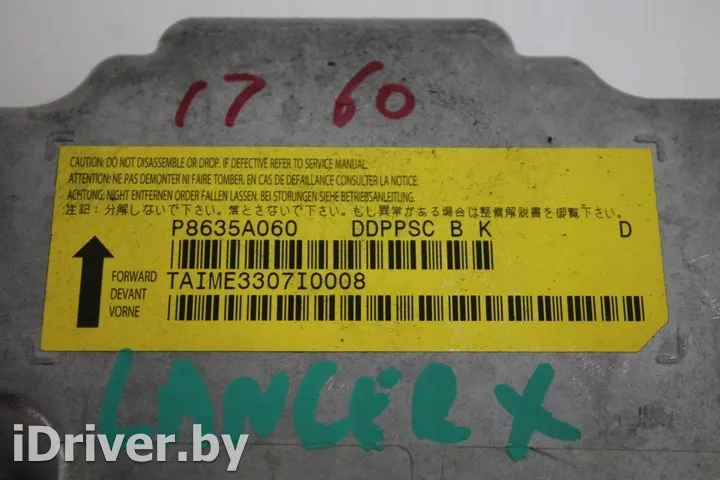 17 60
CAUTION: DO NOT DISASSEMBLE OR DROP. IF DEFECTIVE REFER TO SERVICE MANUAL.
ATTENTION: NE PAS DEMONTER NI FAIRE TOMBER. EN CAS DE DEFAILLANCE CONSULTER LA NOTICE.
ACHTUNG: NIGHT ENTFERNEN ORDER FALLEN LASSEN. BEI STORUNGEN SIEHE BETRIEBSANLEITUNG.
注記: 分解しないで下さい。落とさないで下さい。もし異常がある場合は整備解説書を御覧下さい。
P8635A060 DDPPSC B K D
TAIME3307I0008
FORWARD
DEVANT
VORNE
LANCER X
iDriver.by